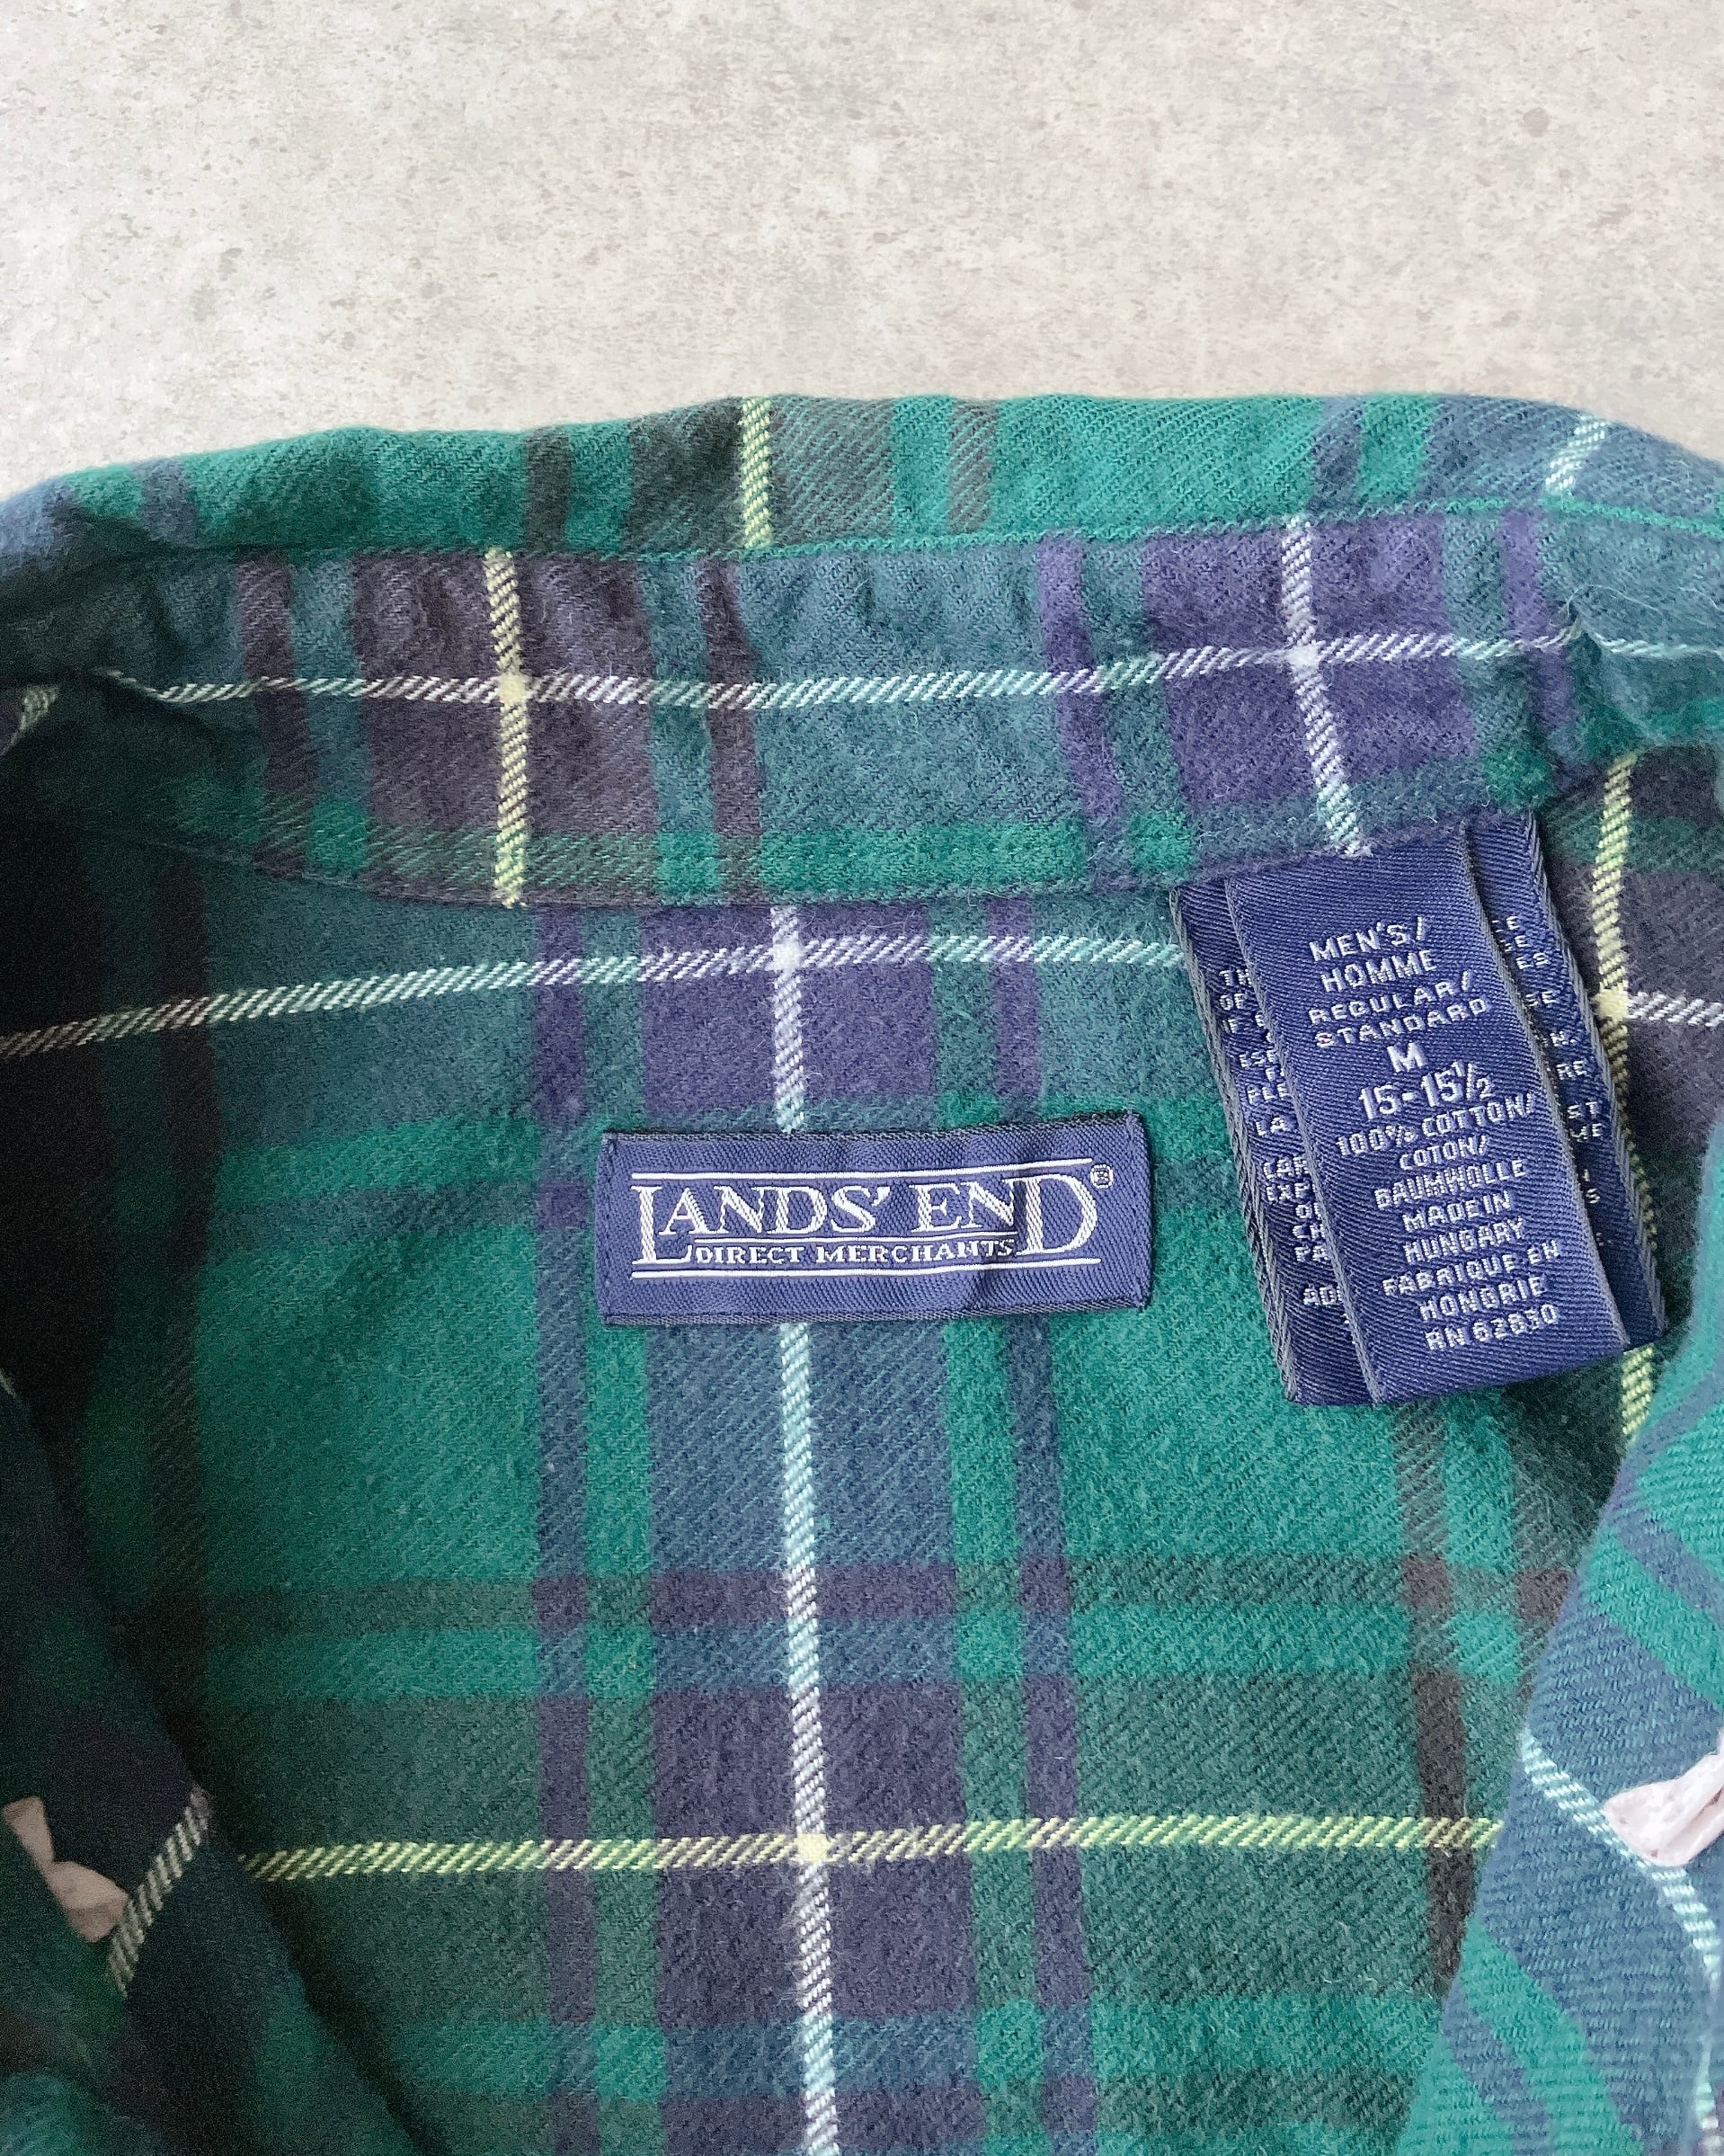 LANDS' END®
DIRECT MERCHANTS
MEN'S/
HOMME
REGULAR/
STANDARD
M
15-15½
100% COTTON/
COTON/
BAUMWOLLE
MADE IN
HUNGARY
FABRIQUE EN
HONGRIE
RN 62830